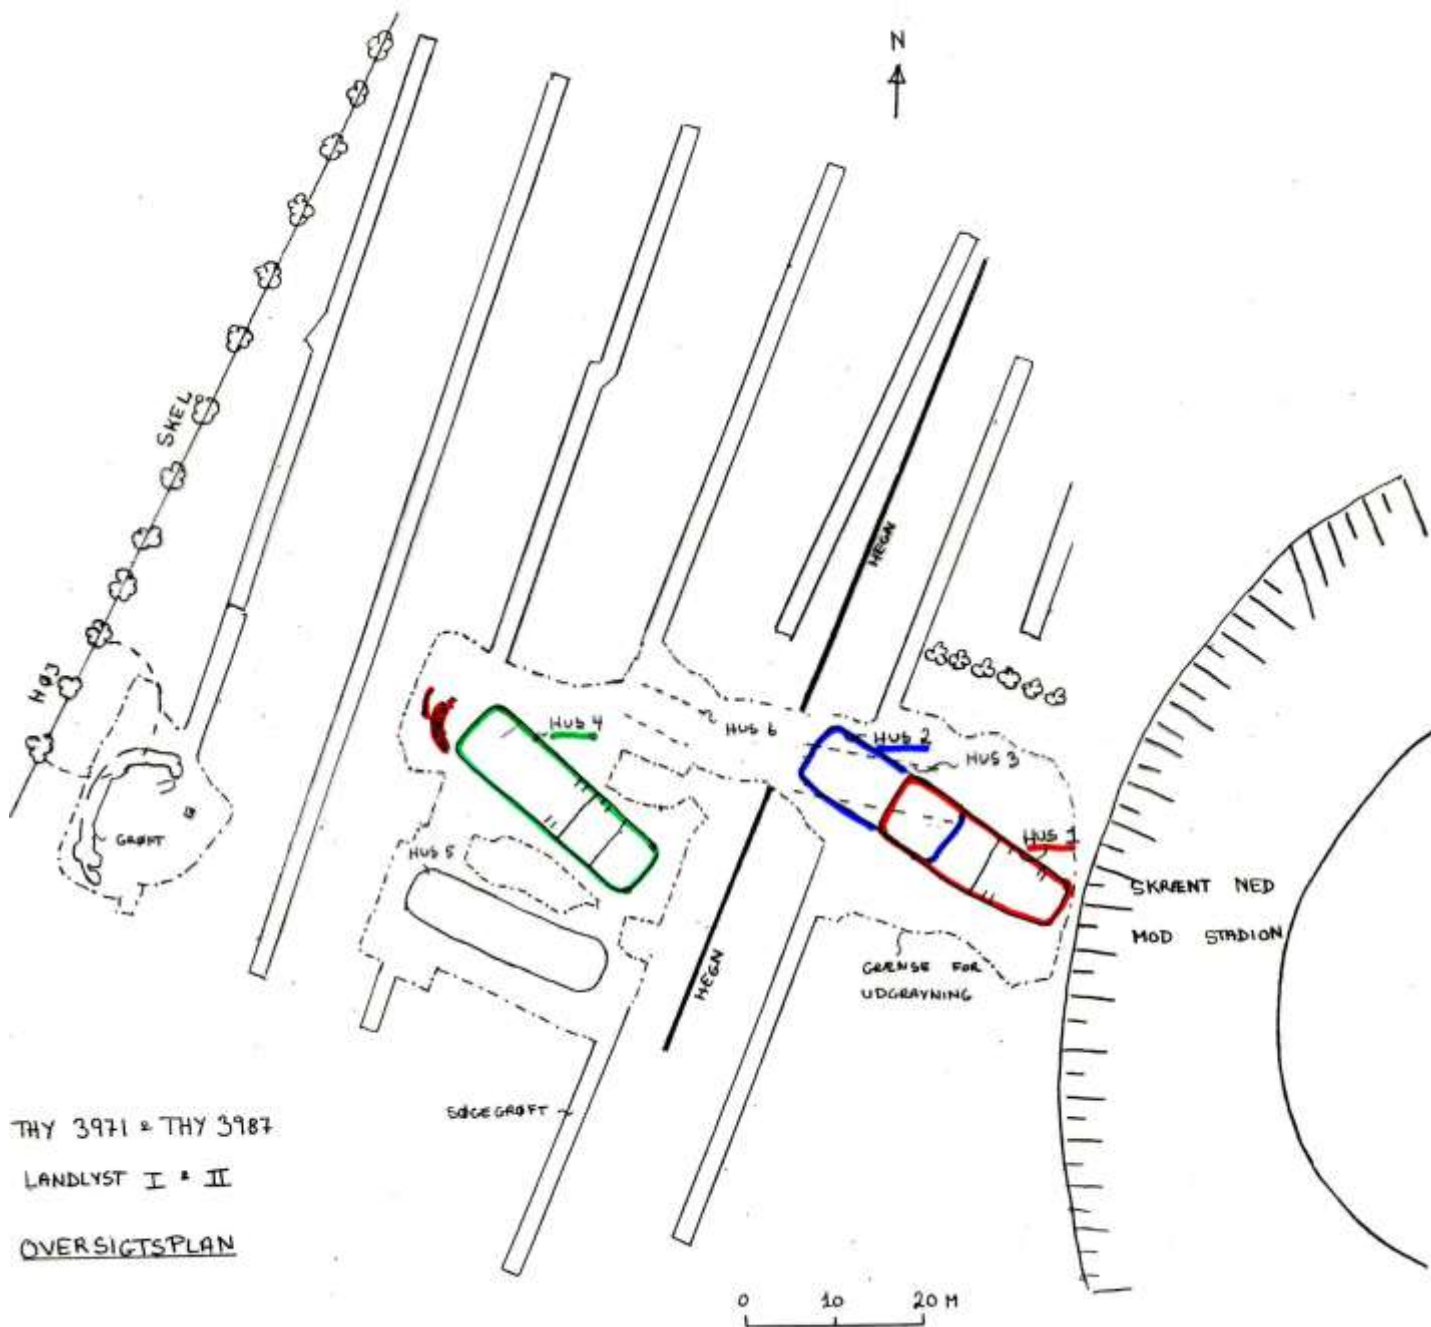 N
SKEL
HØJ
HEGN
HUS 4
HUS 6
HUS 2
HUS 3
HUS 1
GRØFT
HUS 5
SKRÆNT NED
MOD STADION
HEGN
GRÆNSE FOR
UDGRAVNING
SØGEGRØFT
THY 3971 & THY 3987
LANDLYST I & II
OVERSIGTSPLAN
0 10 20 M